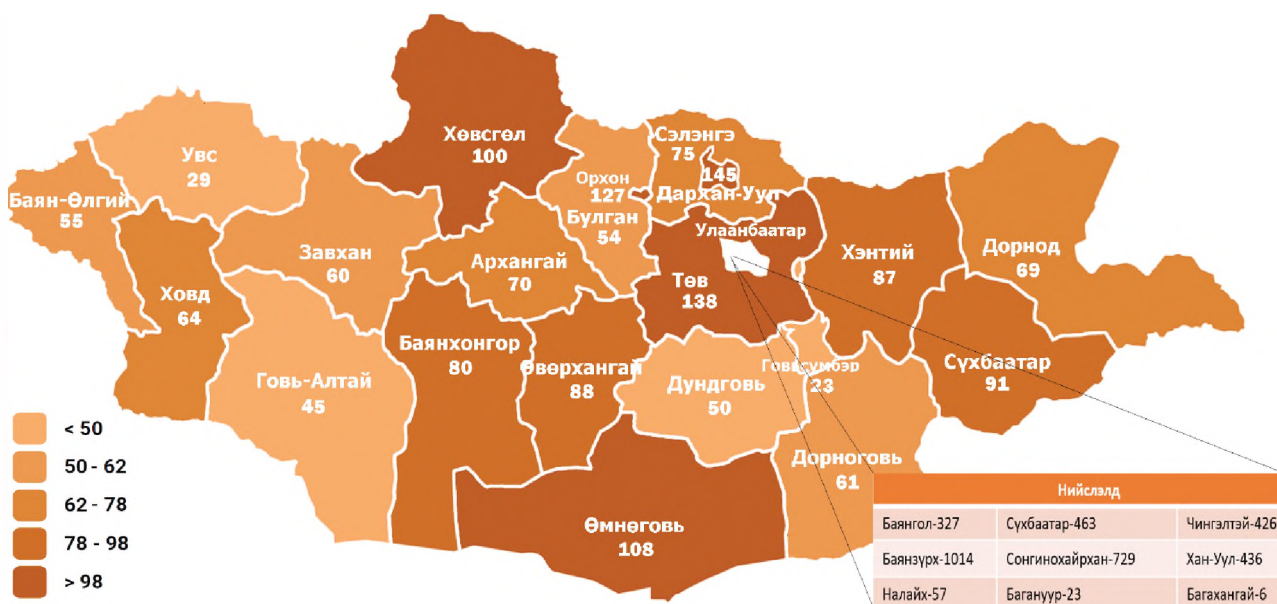 Хөвсгөл
100
Сэлэнгэ
75
145
Дархан-Уул
Увс
29
Орхон
127
Булган
54
Баян-Өлгий
55
Улаанбаатар
Завхан
60
Архангай
70
Хэнтий
87
Дорнод
69
Ховд
64
Төв
138
Баянхонгор
80
Өвөрхангай
88
Говьсүмбэр
23
Сүхбаатар
91
Говь-Алтай
45
Дундговь
50
Дорноговь
61
Өмнөговь
108
< 50
50 - 62
62 - 78
78 - 98
> 98
Нийслэлд
Баянгол-327 Сүхбаатар-463 Чингэлтэй-426
Баянзүрх-1014 Сонгинохайрхан-729 Хан-Уул-436
Налайх-57 Багануур-23 Багахангай-6